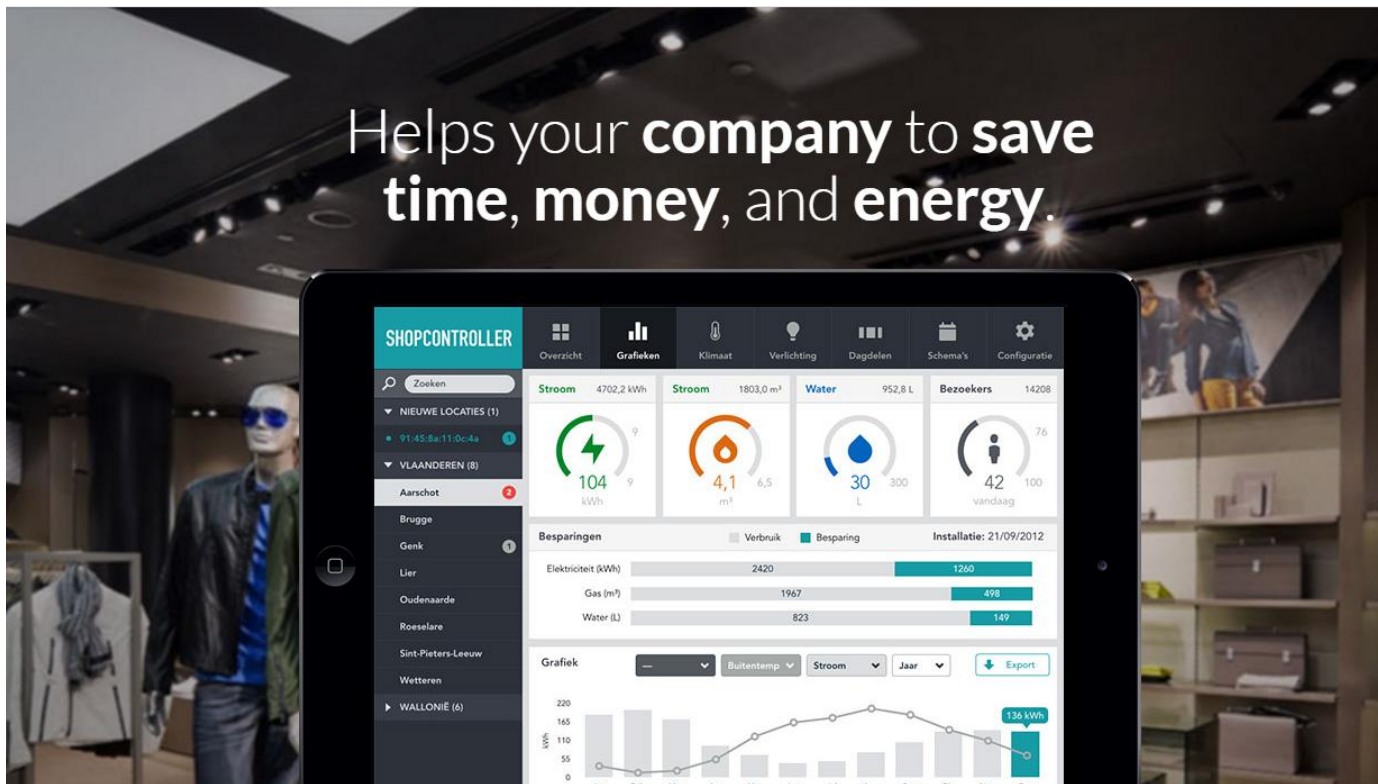 Helps your company to save
time, money, and energy.
SHOPCONTROLLER
Overzicht
Grafieken
Klimaat
Verlichting
Dagdelen
Schema's
Configuratie
Zoeken
NIEUWE LOCATIES (1)
91:45:8a:11:0c:4a 1
VLAANDEREN (8)
Aarschot 2
Brugge
Genk 1
Lier
Oudenaarde
Roeselare
Sint-Pieters-Leeuw
Wetteren
WALLONIË (6)
Stroom 4702,2 kWh
9
104 9
kWh
Stroom 1803,0 m³
4,1 6,5
m³
Water 952,8 L
30 300
L
Bezoekers 14208
76
42 100
vandaag
Besparingen Verbruik Besparing Installatie: 21/09/2012
Elektriciteit (kWh) 2420 1260
Gas (m³) 1967 498
Water (L) 823 149
Grafiek — Buitentemp Stroom Jaar Export
220
165
110
55
0
kWh
136 kWh